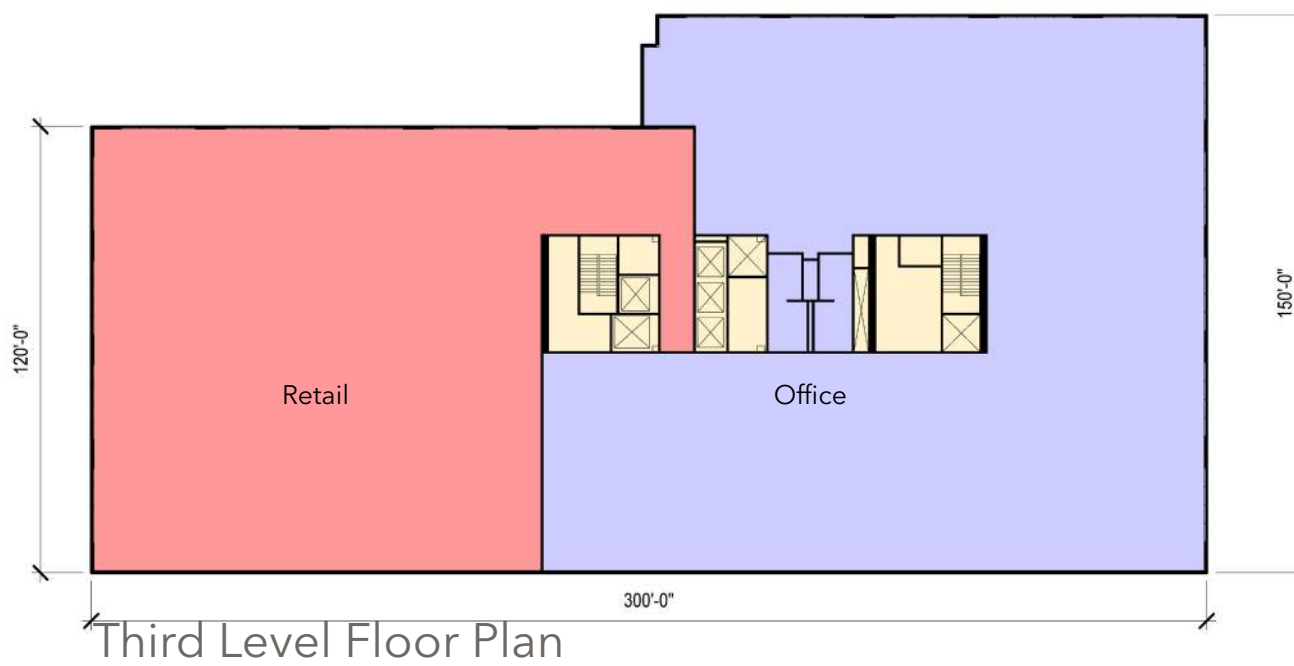 120'-0"
150'-0"
Retail
Office
300'-0"
Third Level Floor Plan